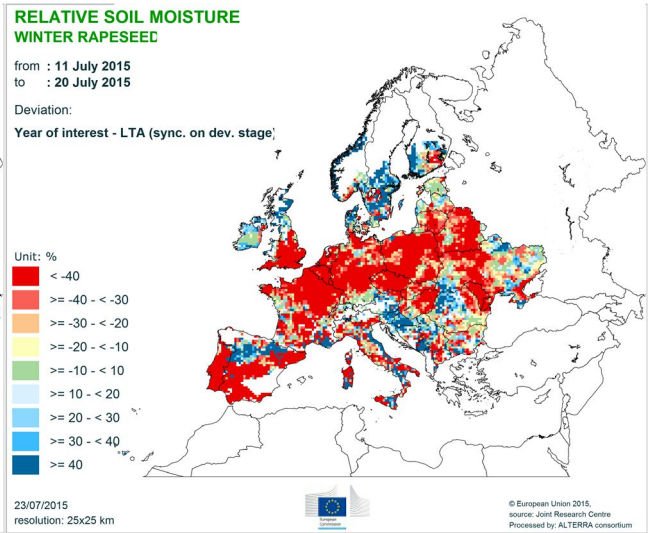 RELATIVE SOIL MOISTURE
WINTER RAPESEED
from : 11 July 2015
to : 20 July 2015
Deviation:
Year of interest - LTA (sync. on dev. stage)
Unit: %
< -40
>= -40 - < -30
>= -30 - < -20
>= -20 - < -10
>= -10 - < 10
>= 10 - < 20
>= 20 - < 30
>= 30 - < 40
>= 40
23/07/2015
resolution: 25x25 km
European
Commission
© European Union 2015,
source: Joint Research Centre
Processed by: ALTERRA consortium